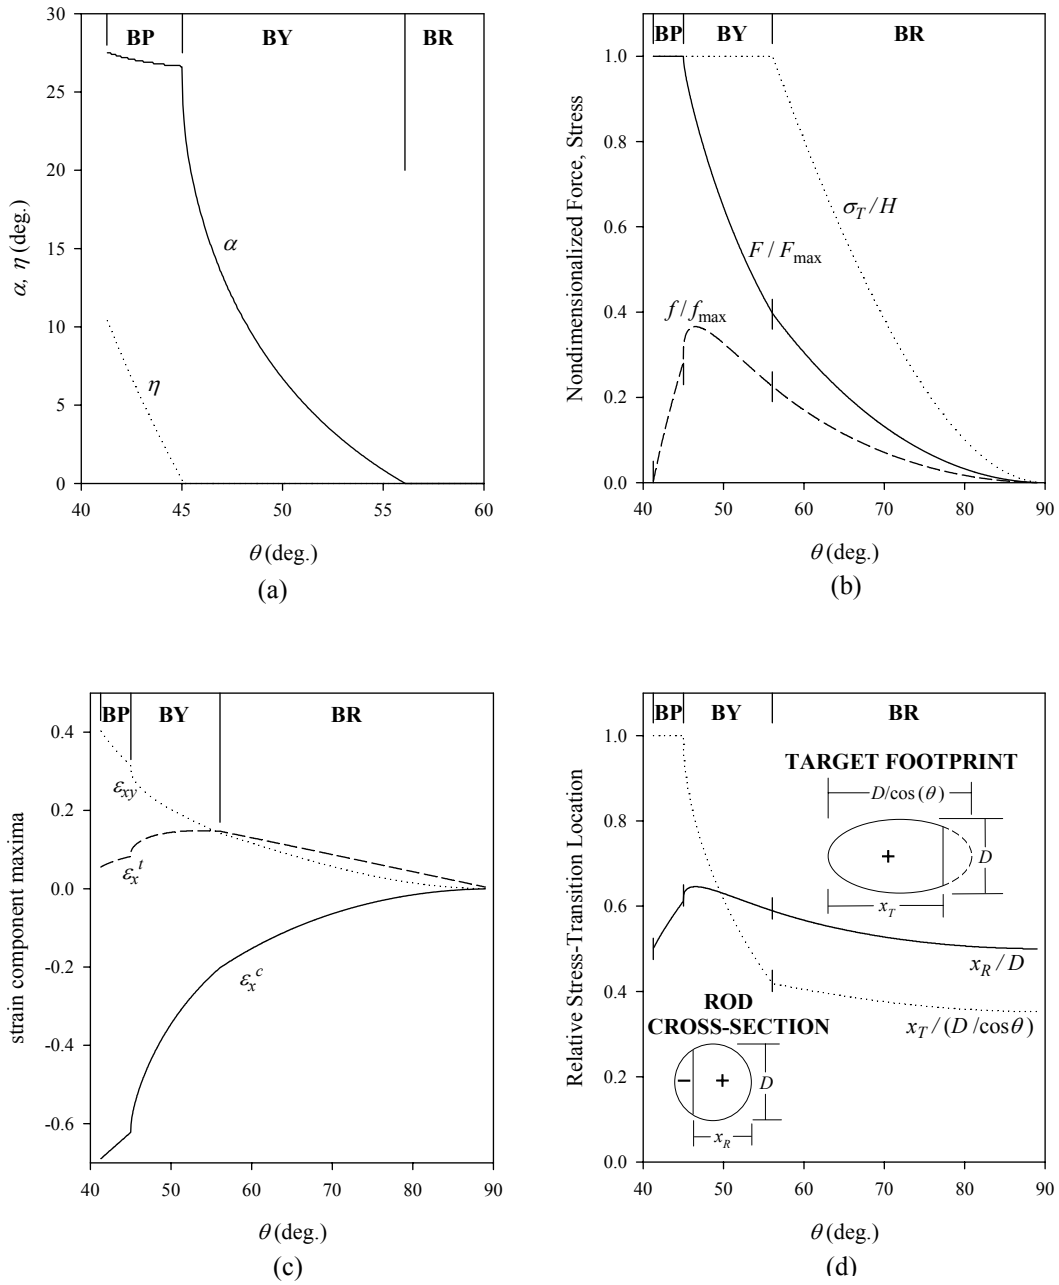 30
25
20
15
10
5
0
BP BY BR
α
η
α, η (deg.)
40 45 50 55 60
θ (deg.)
(a)
1.0
0.8
0.6
0.4
0.2
0.0
BP BY BR
σT / H
F / Fmax
f / fmax
Nondimensionalized Force, Stress
40 50 60 70 80 90
θ (deg.)
(b)
0.4
0.2
0.0
-0.2
-0.4
-0.6
BP BY BR
εxy
εx t
εx c
strain component maxima
40 50 60 70 80 90
θ (deg.)
(c)
1.0
0.8
0.6
0.4
0.2
0.0
BP BY BR
TARGET FOOTPRINT
D/cos (θ)
+
D
xT
xR / D
xT / (D /cosθ)
ROD
CROSS-SECTION
− +
D
xR
Relative Stress-Transition Location
40 50 60 70 80 90
θ (deg.)
(d)